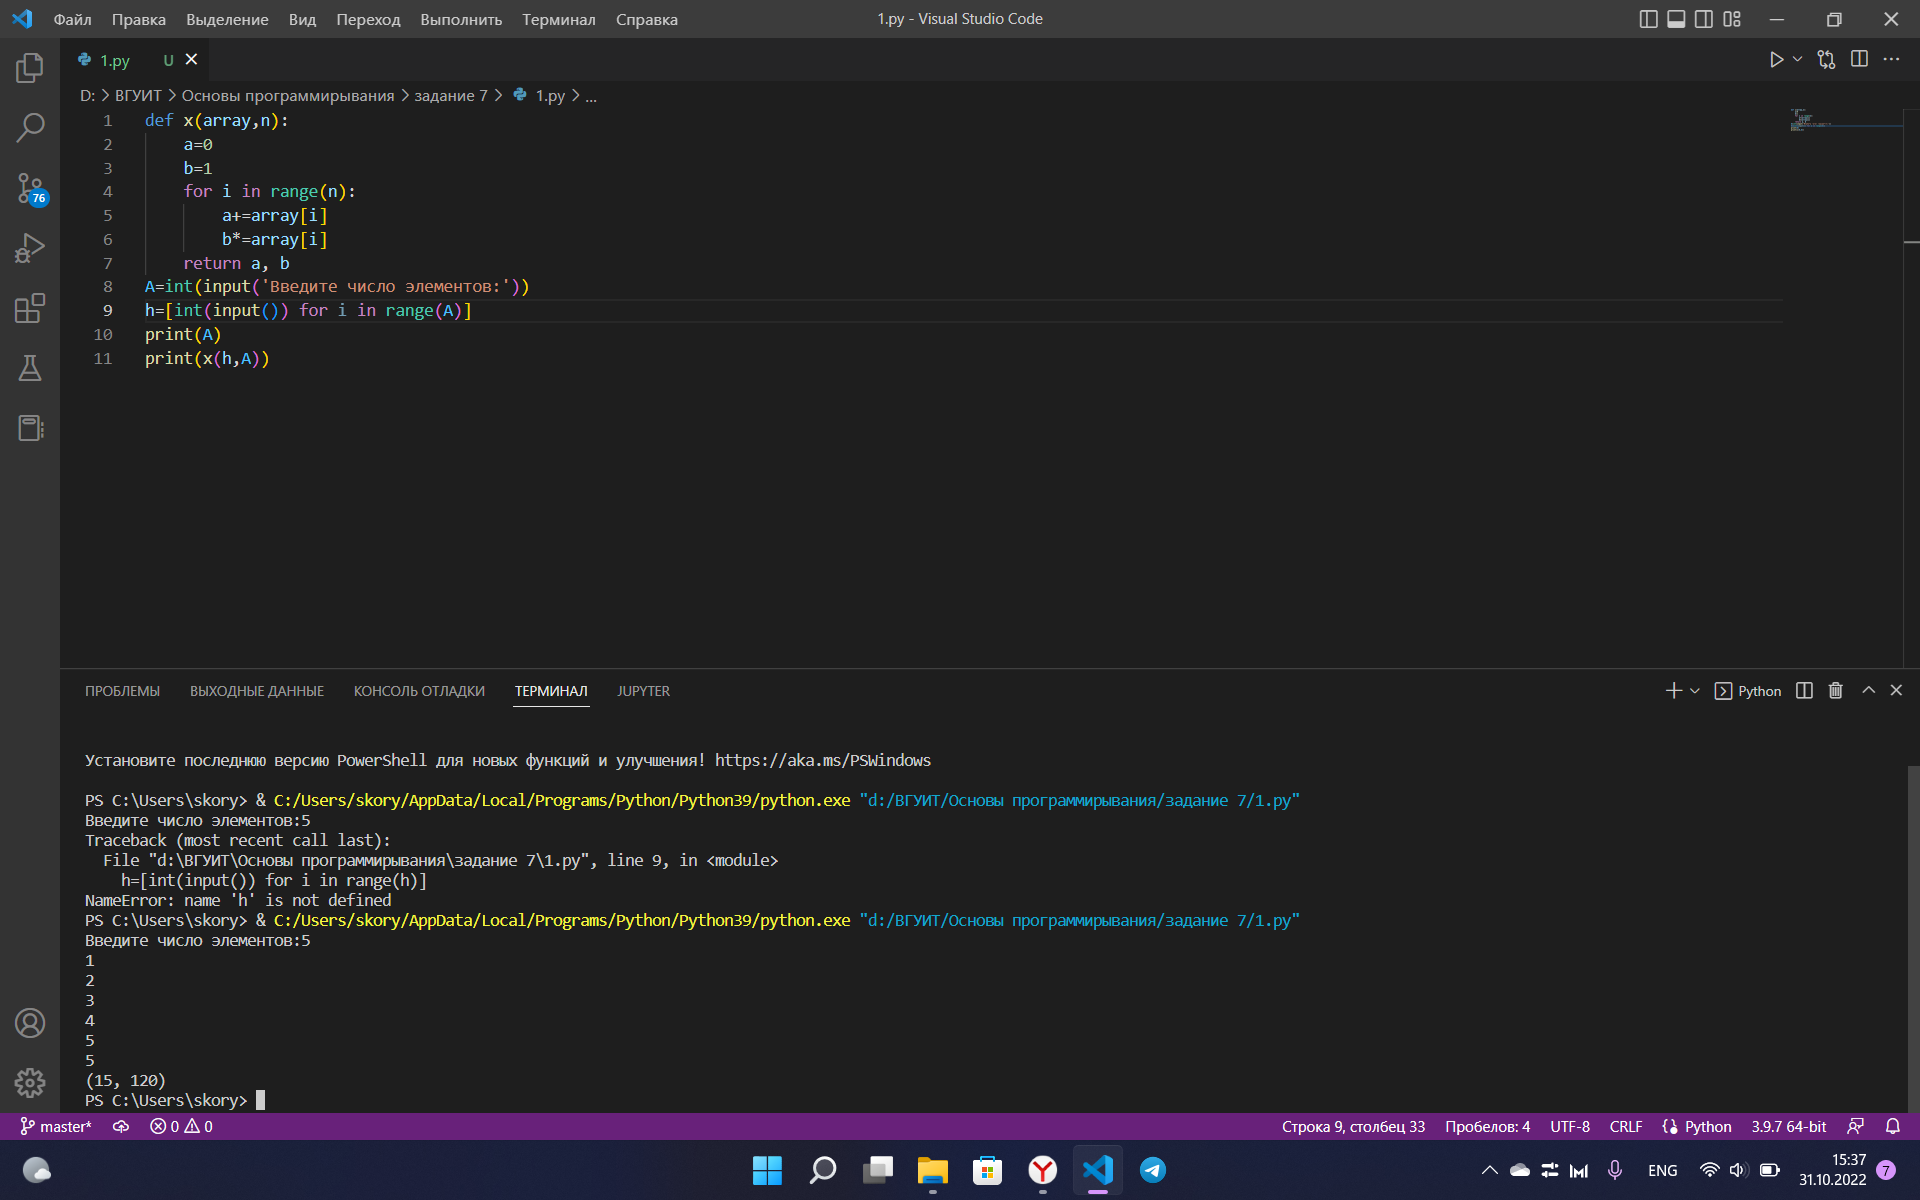 Файл Правка Выделение Вид Переход Выполнить Терминал Справка 1.py - Visual Studio Code
1.py U
D: > ВГУИТ > Основы программирывания > задание 7 > 1.py > ...
1 def x(array,n):
2 a=0
3 b=1
4 for i in range(n):
5 a+=array[i]
6 b*=array[i]
7 return a, b
8 A=int(input('Введите число элементов:'))
9 h=[int(input()) for i in range(A)]
10 print(A)
11 print(x(h,A))
76
ПРОБЛЕМЫ ВЫХОДНЫЕ ДАННЫЕ КОНСОЛЬ ОТЛАДКИ ТЕРМИНАЛ JUPYTER Python
Установите последнюю версию PowerShell для новых функций и улучшения! https://aka.ms/PSWindows
PS C:\Users\skory> & C:/Users/skory/AppData/Local/Programs/Python/Python39/python.exe "d:/ВГУИТ/Основы программирывания/задание 7/1.py"
Введите число элементов:5
Traceback (most recent call last):
File "d:\ВГУИТ\Основы программирывания\задание 7\1.py", line 9, in <module>
h=[int(input()) for i in range(h)]
NameError: name 'h' is not defined
PS C:\Users\skory> & C:/Users/skory/AppData/Local/Programs/Python/Python39/python.exe "d:/ВГУИТ/Основы программирывания/задание 7/1.py"
Введите число элементов:5
1
2
3
4
5
5
(15, 120)
PS C:\Users\skory>
master* 0 0 Строка 9, столбец 33 Пробелов: 4 UTF-8 CRLF Python 3.9.7 64-bit
ENG 15:37
31.10.2022 7